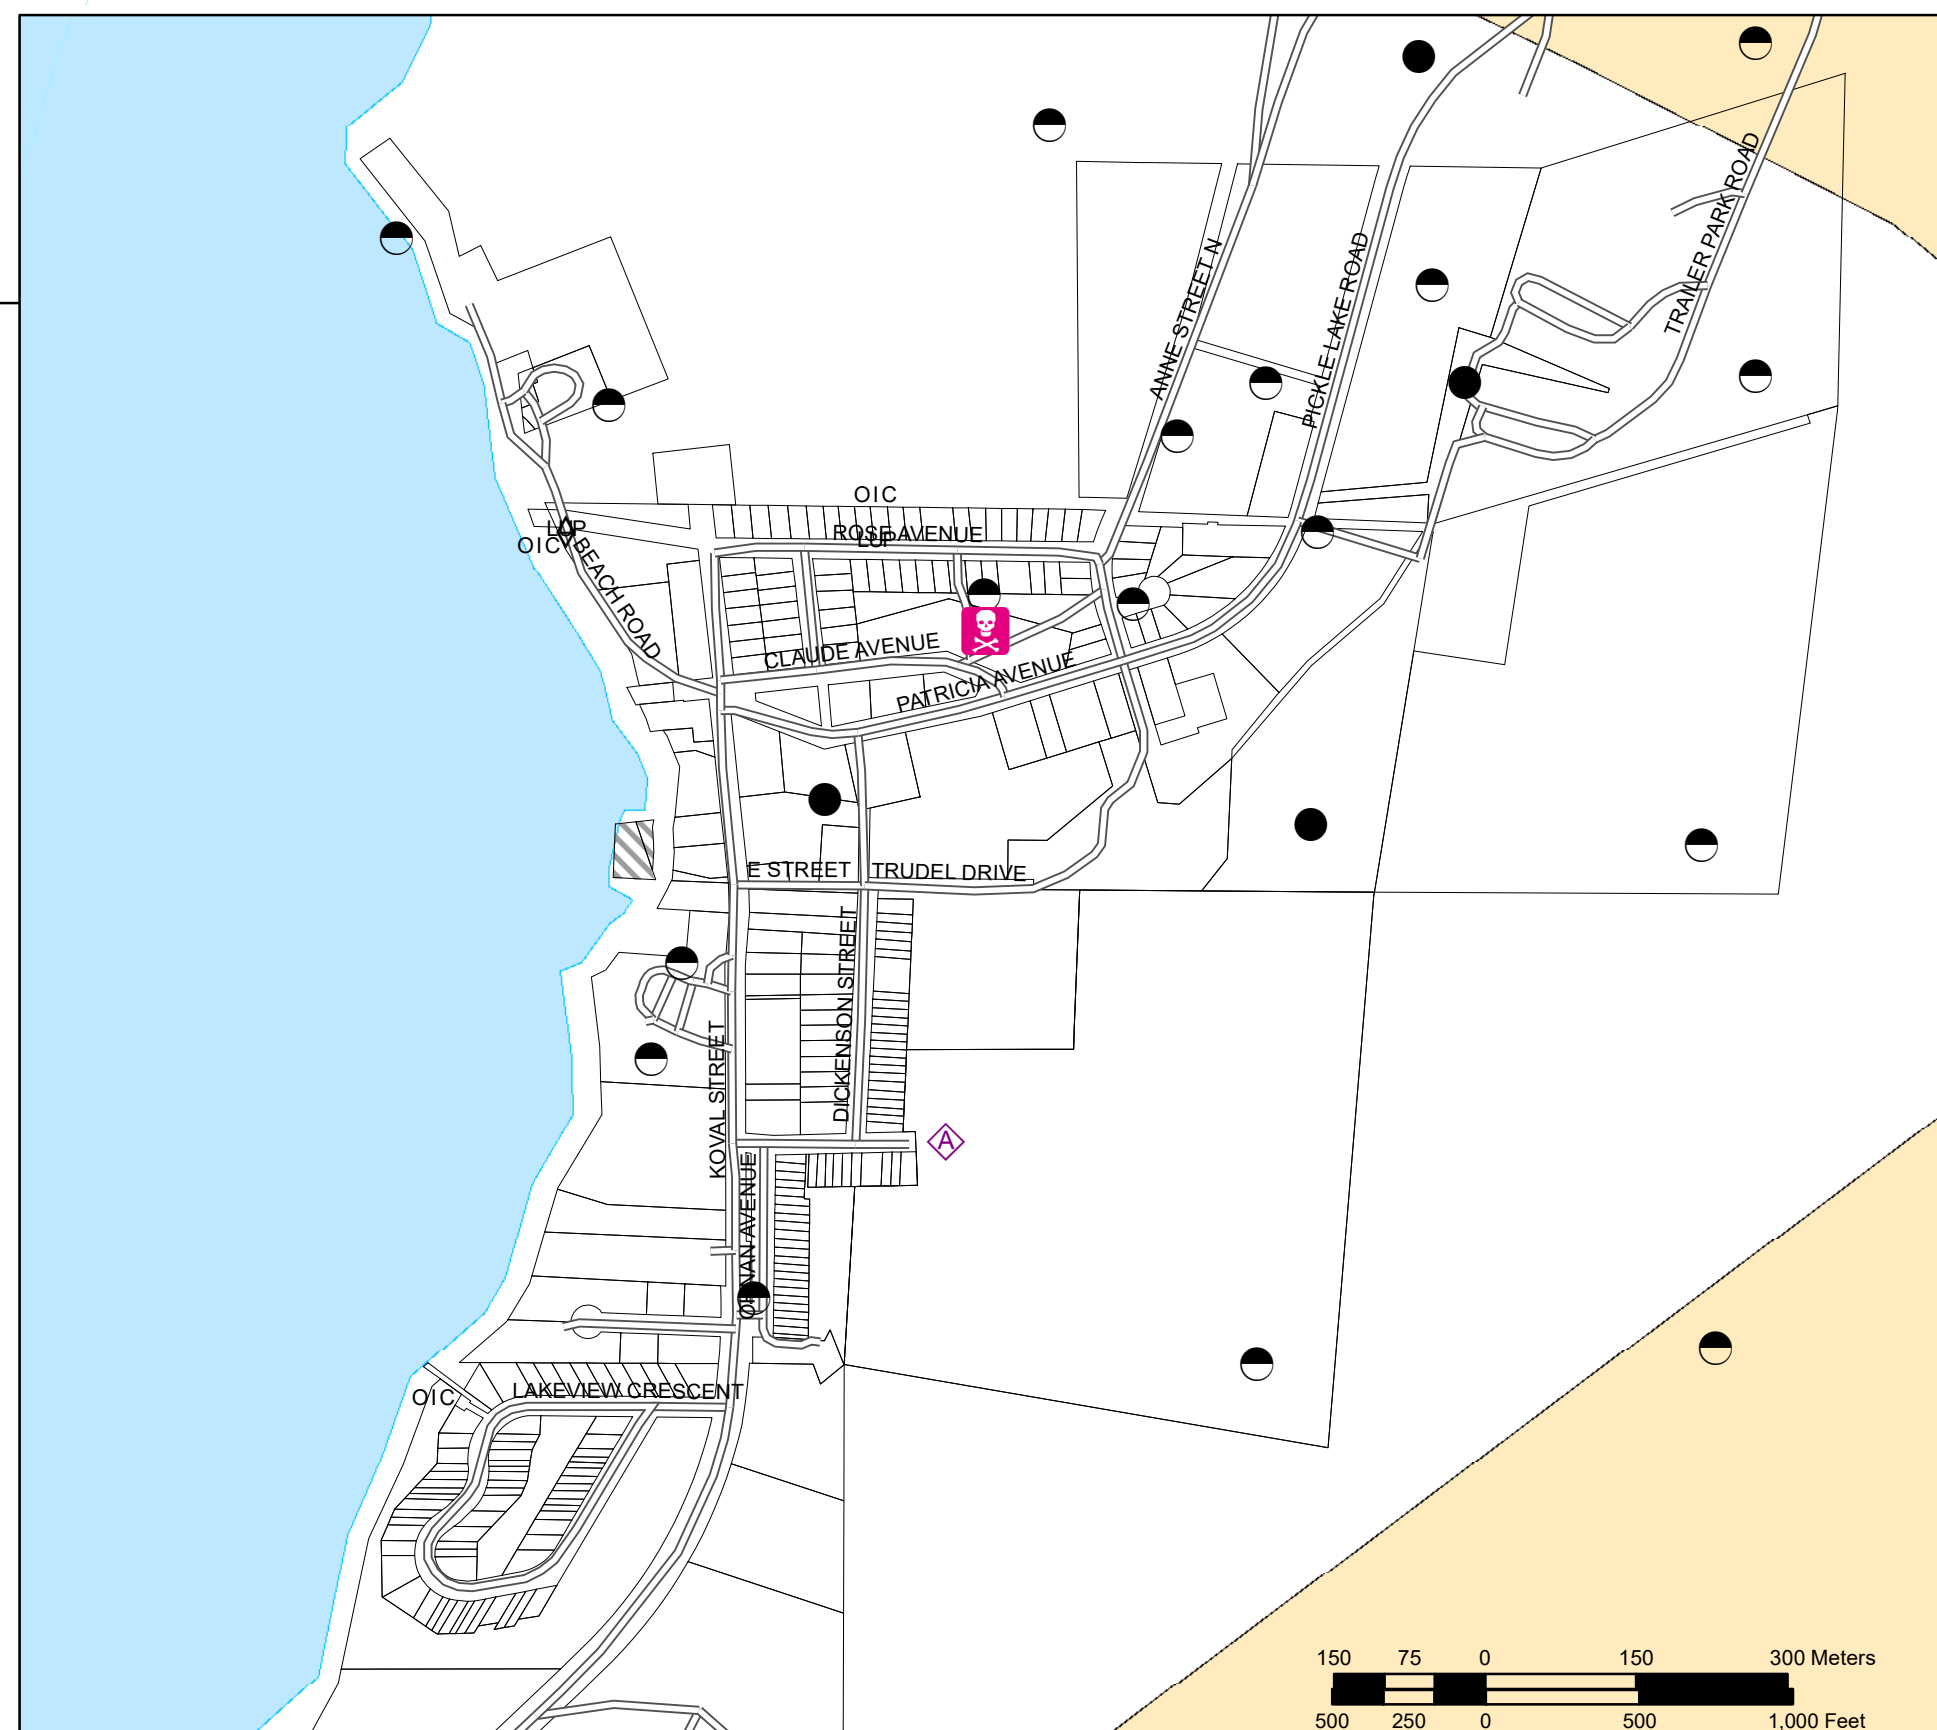 ANNE STREET N
PICKLE LAKE ROAD
TRAILER PARK ROAD
OIC
ROSE AVENUE
LUP
LUP
OIC
BEACH ROAD
CLAUDE AVENUE
PATRICIA AVENUE
E STREET
TRUDEL DRIVE
DICKENSON STREET
KOVAL STREET
A
LAKEVIEW CRESCENT
OIC
150 75 0 150 300 Meters
500 250 0 500 1,000 Feet